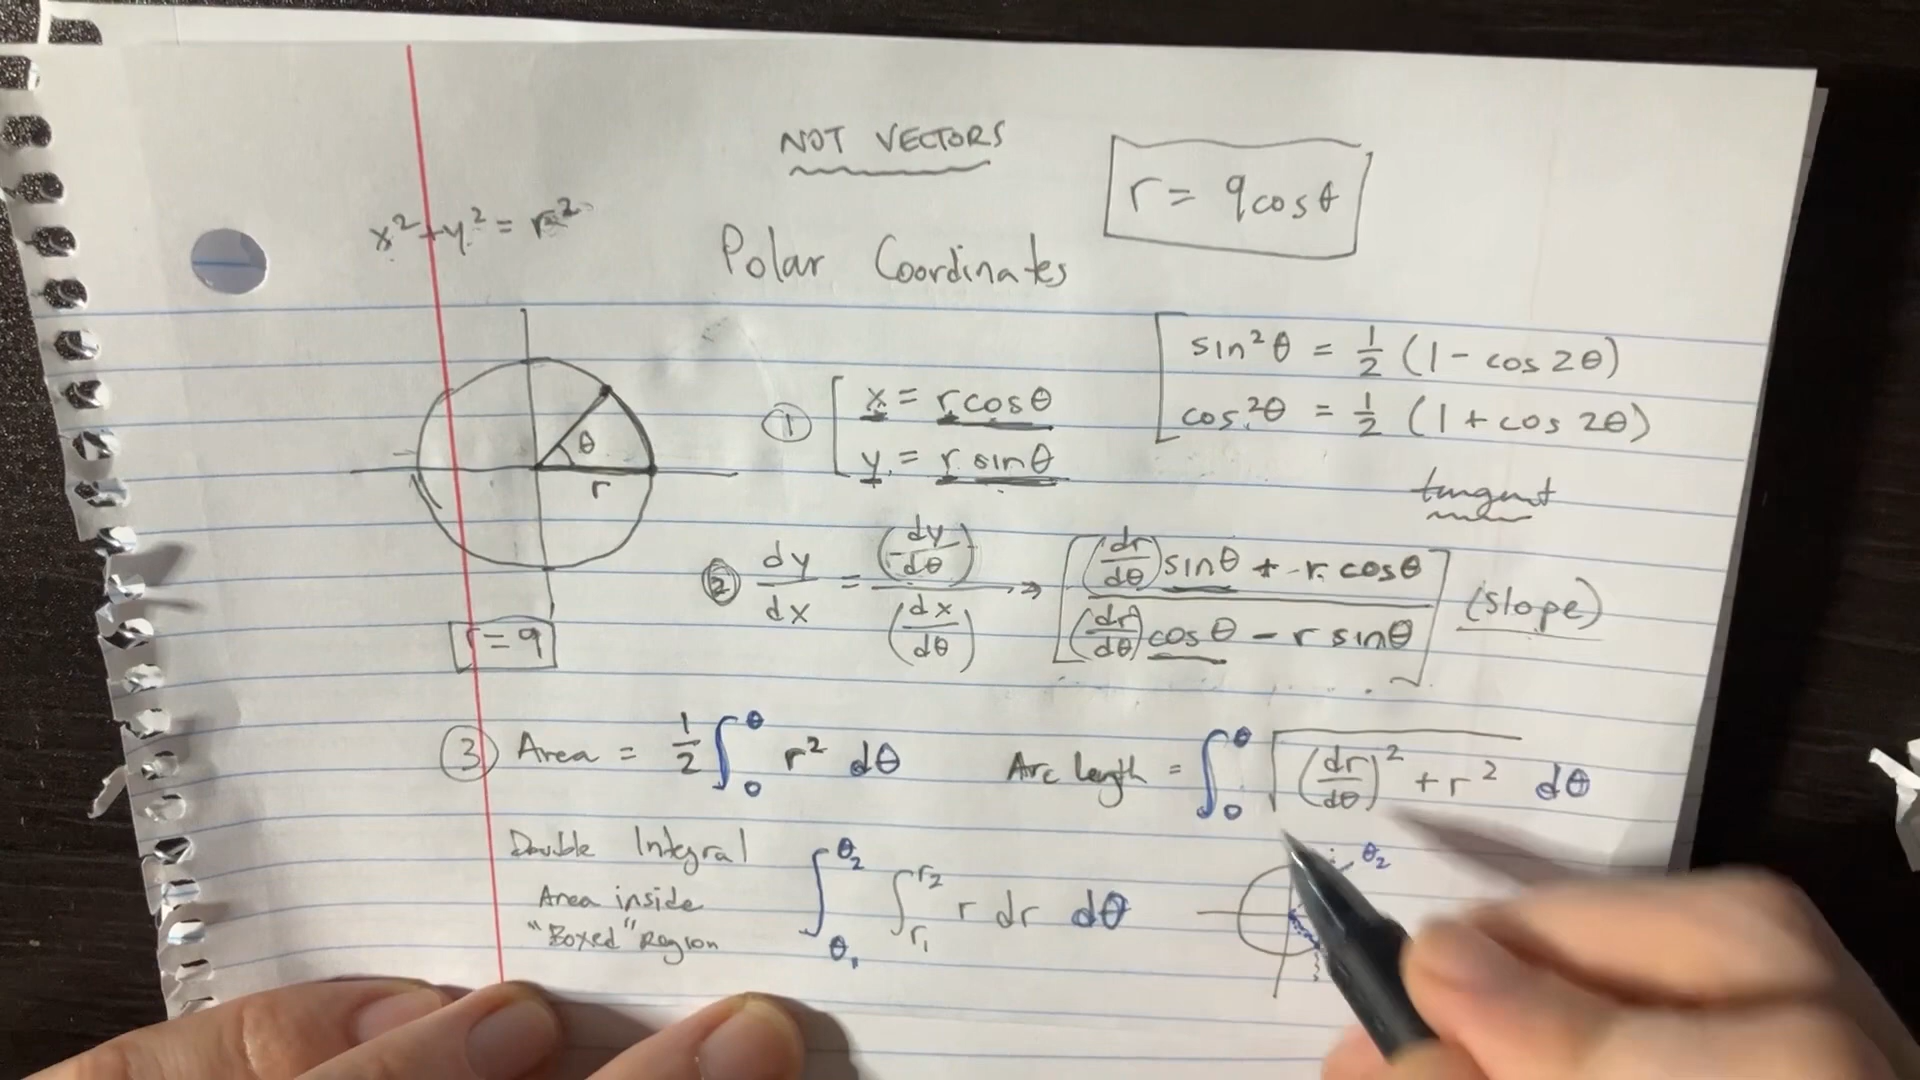 NOT VECTORS
r = 9cosθ
x² + y² = r²
Polar Coordinates
sin²θ = 1/2 (1 - cos 2θ)
cos²θ = 1/2 (1 + cos 2θ)
① x = r cosθ
y = r sinθ
θ
r
r = 9
tangent
② dy/dx = (dy/dθ)/(dx/dθ) → [((dr/dθ) sinθ + r cosθ)/((dr/dθ) cosθ - r sinθ)] (slope)
③ Area = 1/2 ∫₀^θ r² dθ
Arc length = ∫₀^θ √((dr/dθ)² + r²) dθ
Double Integral
Area inside
"Boxed" Region
∫_θ₁^θ₂ ∫_r₁^r₂ r dr dθ
θ₂